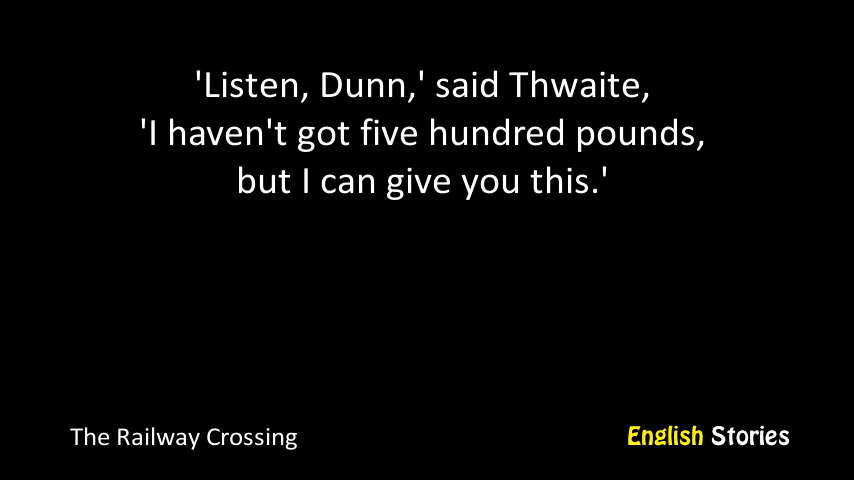 'Listen, Dunn,' said Thwaite,
'I haven't got five hundred pounds,
but I can give you this.'
The Railway Crossing
English Stories